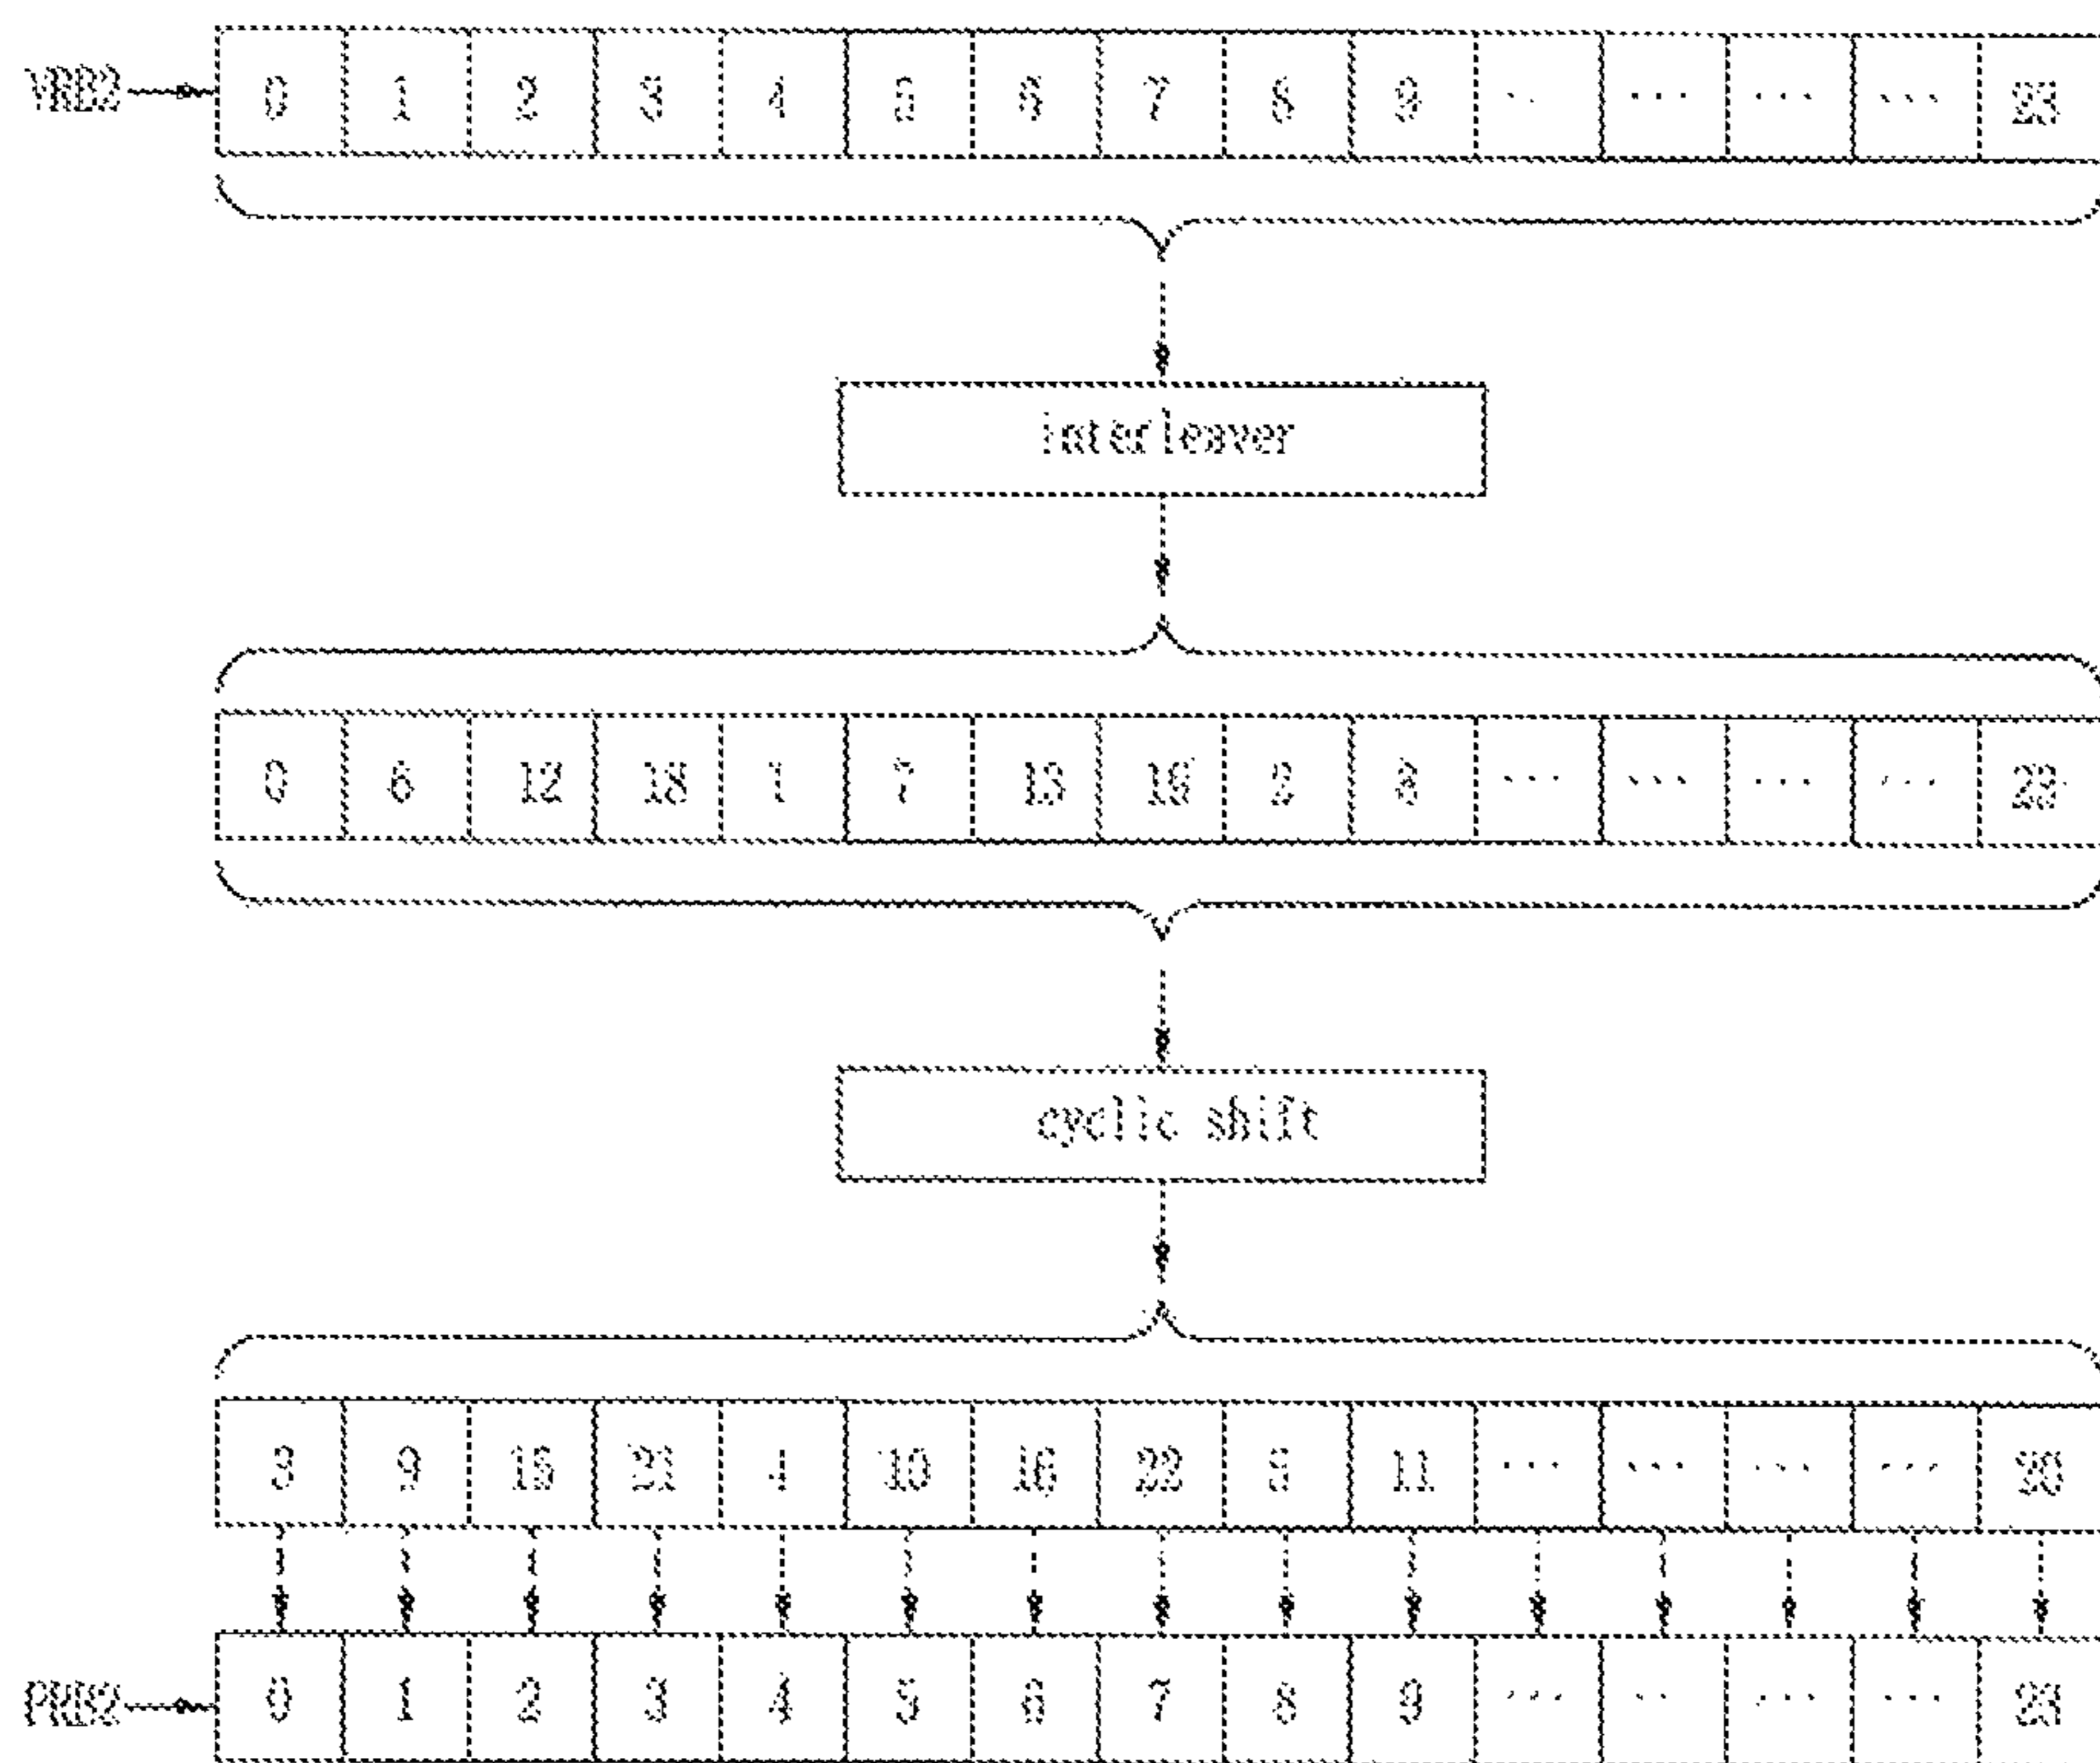 VRB2 0 1 2 3 4 5 6 7 8 9 ... ... ... ... 23
interleaver
0 6 12 18 1 7 13 19 2 8 ... ... ... ... 23
cyclic shift
3 9 15 21 4 10 16 22 5 11 ... ... ... ... 20
PRB2 0 1 2 3 4 5 6 7 8 9 ... ... ... ... 23